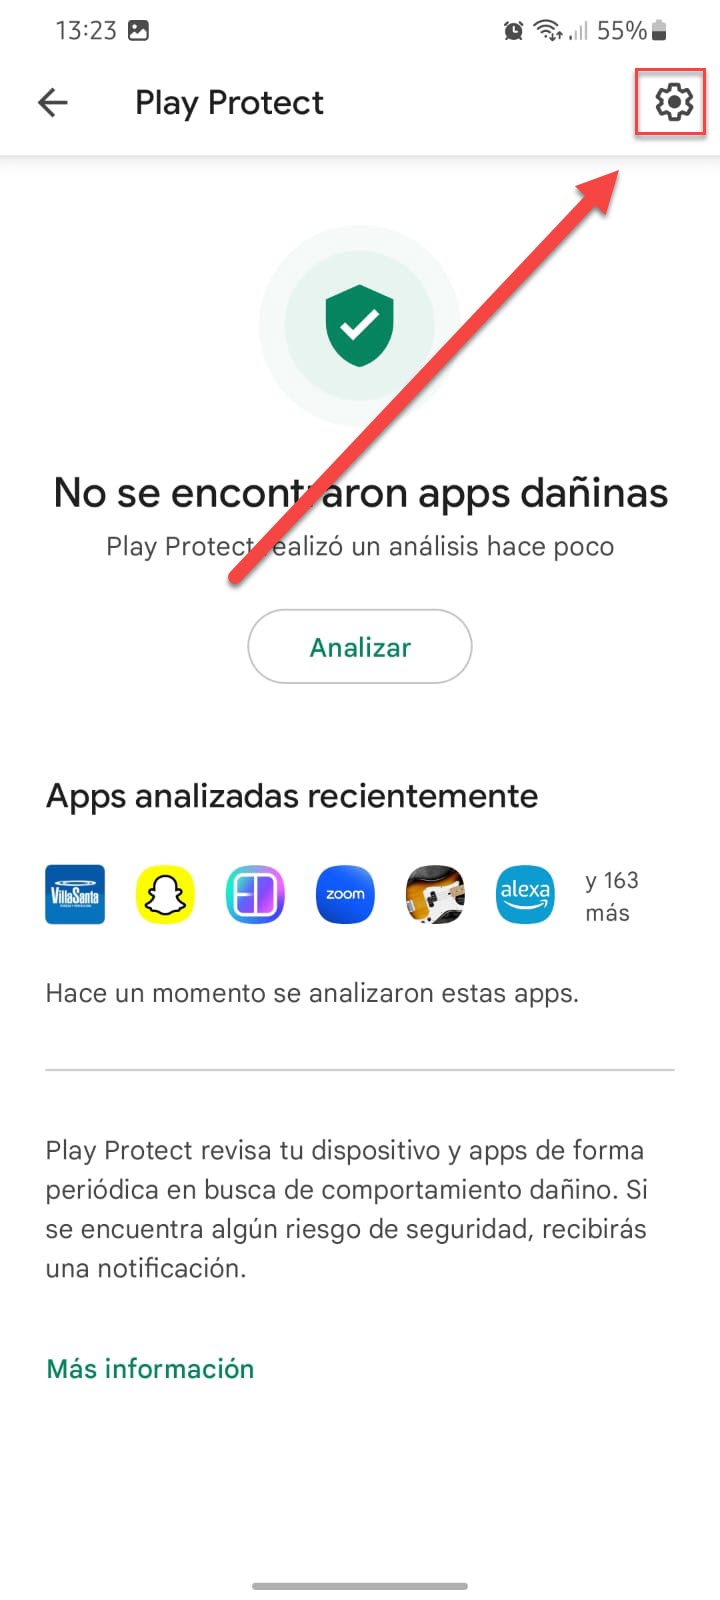 13:23
55%
Play Protect
No se encontraron apps dañinas
Play Protect realizó un análisis hace poco
Analizar
Apps analizadas recientemente
VillaSanta
zoom
alexa
y 163
más
Hace un momento se analizaron estas apps.
Play Protect revisa tu dispositivo y apps de forma
periódica en busca de comportamiento dañino. Si
se encuentra algún riesgo de seguridad, recibirás
una notificación.
Más información